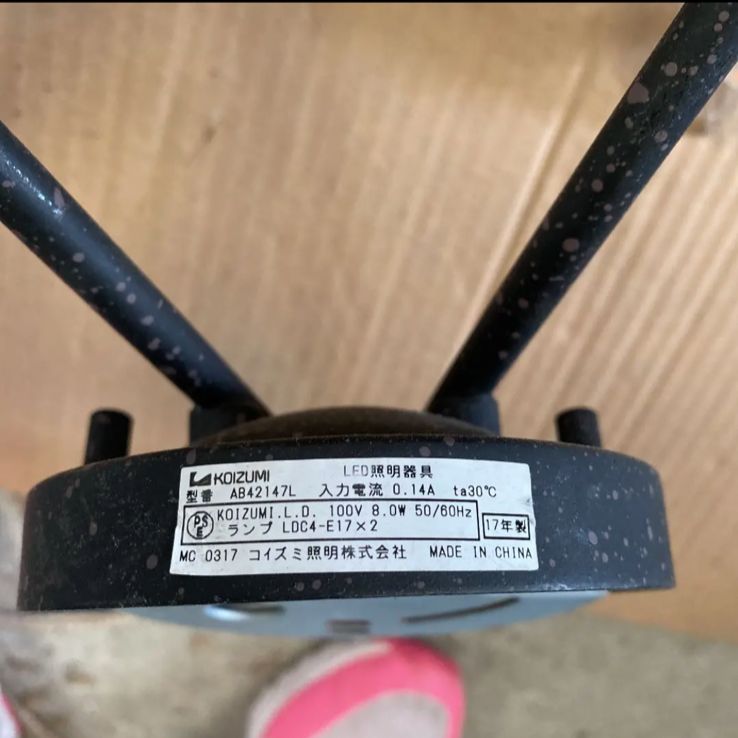 KOIZUMI LED照明器具
型番 AB42147L 入力電流 0.14A ta30℃
PSE KOIZUMI.L.D. 100V 8.0W 50/60Hz
ランプ LDC4-E17×2 17年製
MC 0317 コイズミ照明株式会社 MADE IN CHINA